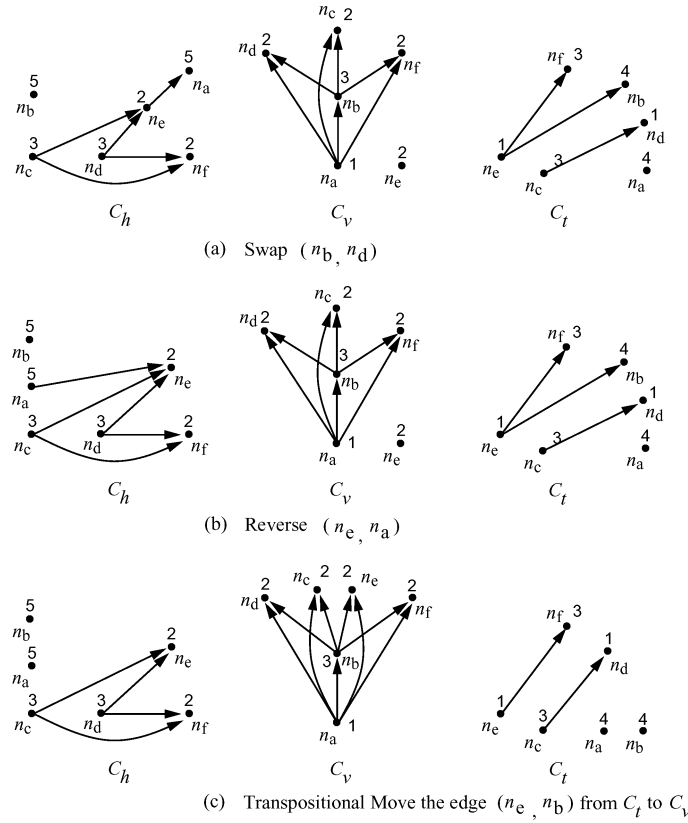 5
n_b
5
n_a
2
n_e
3
n_c
3
n_d
2
n_f
C_h
n_c 2
n_d 2
2
n_f
3
n_b
n_a 1
2
n_e
C_v
n_f 3
4
n_b
1
n_d
1
n_e
3
n_c
4
n_a
C_t
(a) Swap (n_b, n_d)
5
n_b
5
n_a
2
n_e
3
n_c
3
n_d
2
n_f
C_h
n_c 2
n_d 2
2
n_f
3
n_b
n_a 1
2
n_e
C_v
n_f 3
4
n_b
1
n_d
1
n_e
3
n_c
4
n_a
C_t
(b) Reverse (n_e, n_a)
5
n_b
5
n_a
2
n_e
3
n_c
3
n_d
2
n_f
C_h
2
n_d
n_c 2
2 n_e
2
n_f
3 n_b
n_a 1
C_v
n_f 3
1
n_d
1
n_e
3
n_c
4
n_a
4
n_b
C_t
(c) Transpositional Move the edge (n_e, n_b) from C_t to C_v